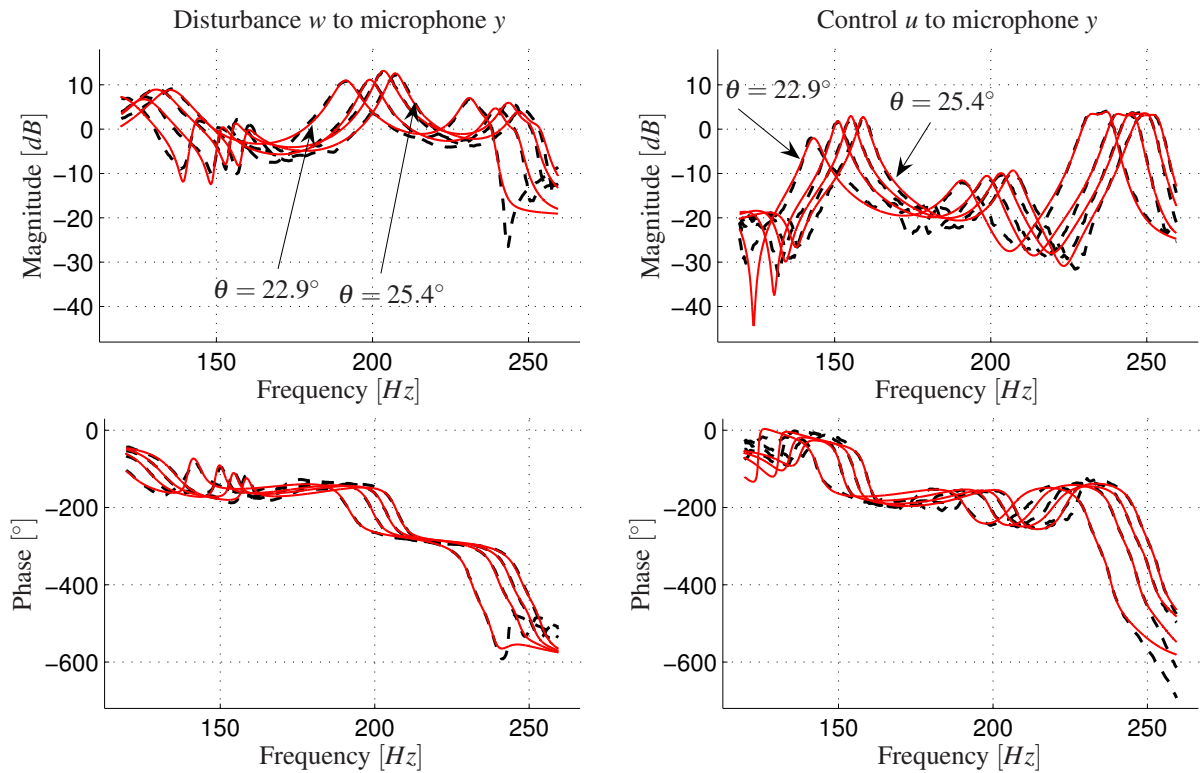 Disturbance w to microphone y
Control u to microphone y
10
0
−10
−20
−30
−40
Magnitude [dB]
θ = 22.9°
θ = 25.4°
150
200
250
Frequency [Hz]
10
0
−10
−20
−30
−40
Magnitude [dB]
θ = 22.9°
θ = 25.4°
150
200
250
Frequency [Hz]
0
−200
−400
−600
Phase [°]
150
200
250
Frequency [Hz]
0
−200
−400
−600
Phase [°]
150
200
250
Frequency [Hz]